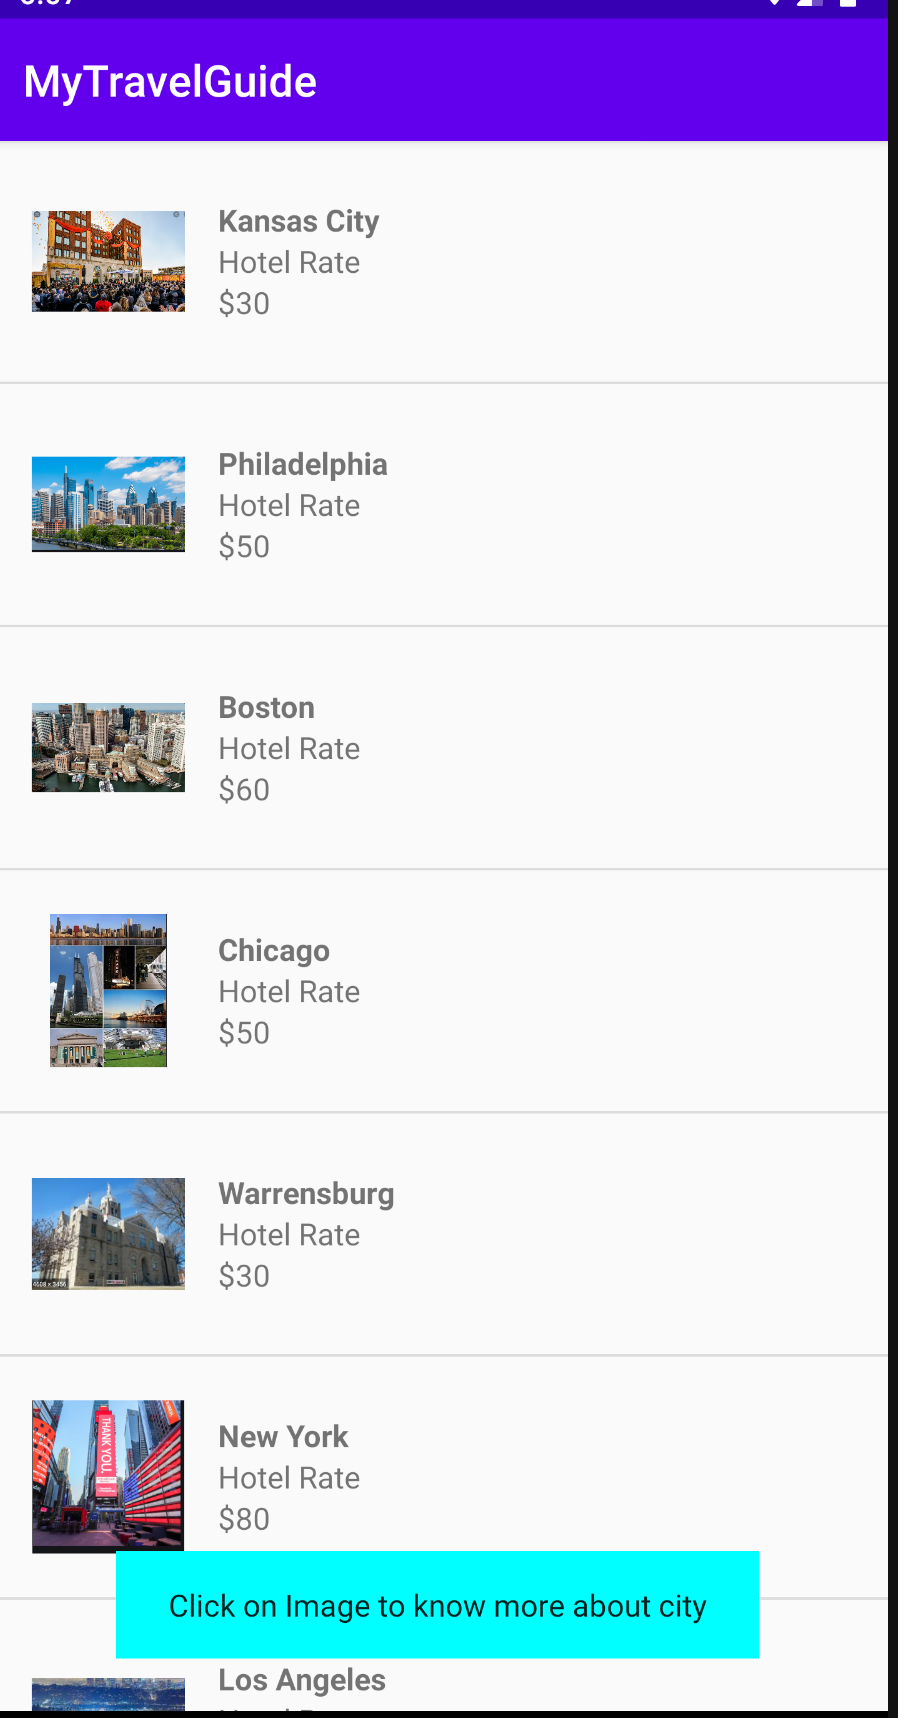 MyTravelGuide
Kansas City
Hotel Rate
$30
Philadelphia
Hotel Rate
$50
Boston
Hotel Rate
$60
Chicago
Hotel Rate
$50
Warrensburg
Hotel Rate
$30
4608 x 3456
New York
Hotel Rate
$80
THANK YOU.
Click on Image to know more about city
Los Angeles